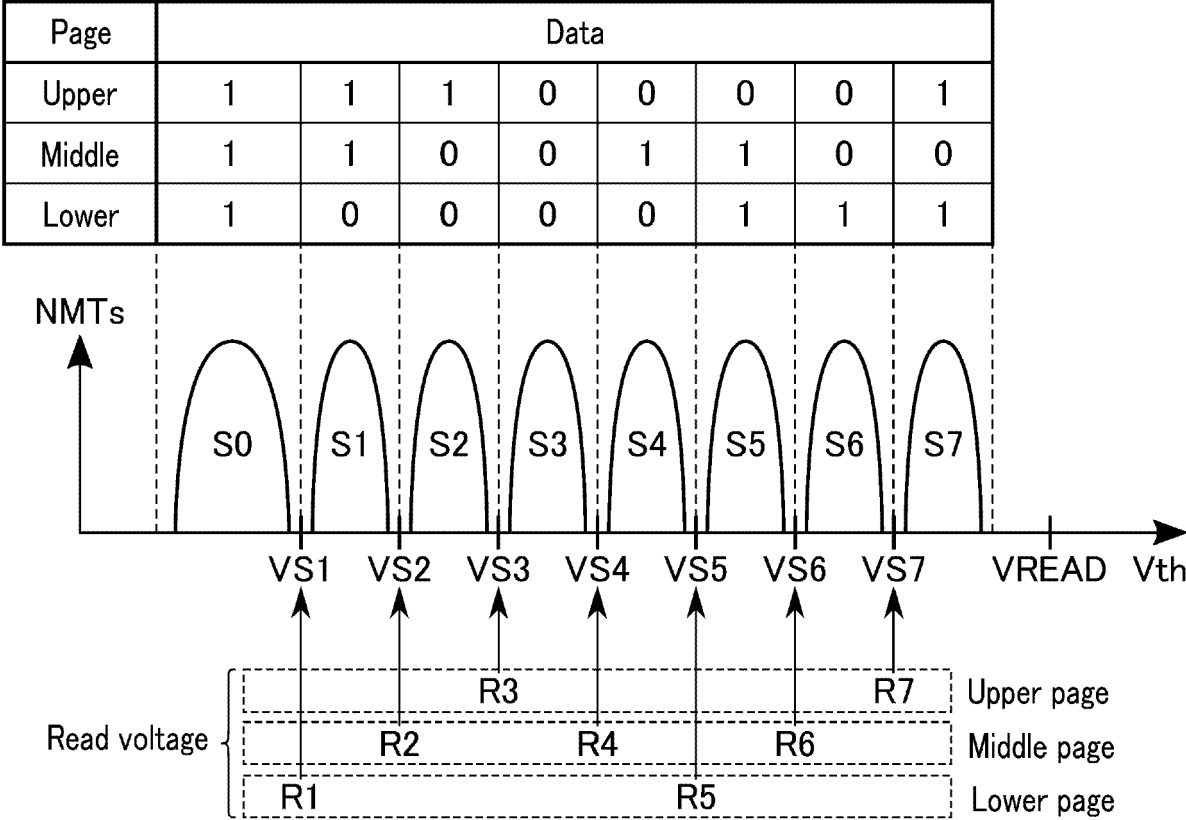 Page Data
Upper 1 1 1 0 0 0 0 1
Middle 1 1 0 0 1 1 0 0
Lower 1 0 0 0 0 1 1 1
NMTs
S0 S1 S2 S3 S4 S5 S6 S7
VS1 VS2 VS3 VS4 VS5 VS6 VS7 VREAD Vth
R3 R7 Upper page
Read voltage R2 R4 R6 Middle page
R1 R5 Lower page